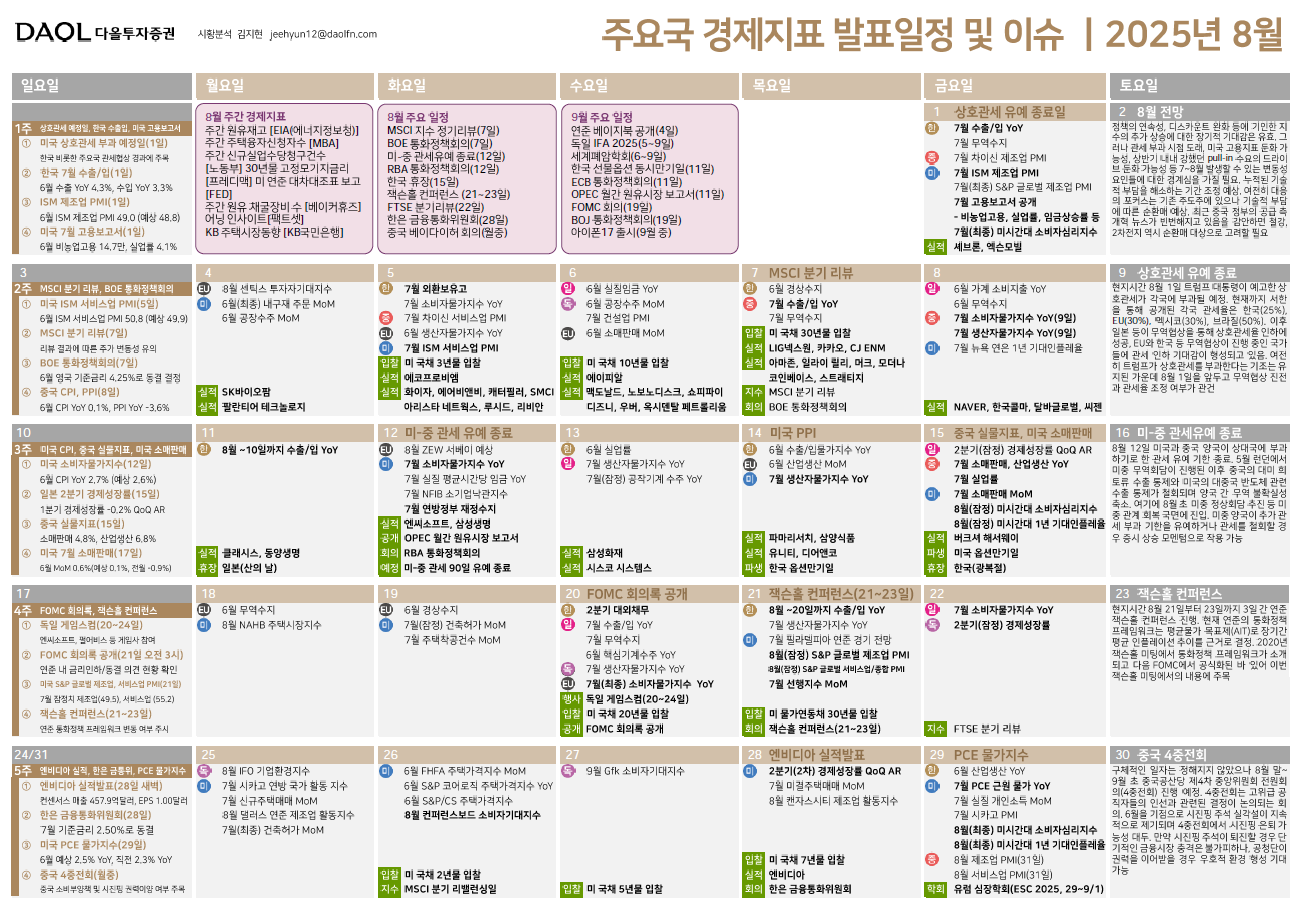 DAOL 다올투자증권
시황분석 김지현 jeehyun12@daolfn.com
주요국 경제지표 발표일정 및 이슈 | 2025년 8월
일요일
월요일
화요일
수요일
목요일
금요일
토요일
1주 상호관세 예정일, 한국 수출입, 미국 고용보고서
① 미국 상호관세 부과 예정일(1일)
한국 비롯한 주요국 관세협상 경과에 주목
② 한국 7월 수출/입(1일)
6월 수출 YoY 4.3%, 수입 YoY 3.3%
③ ISM 제조업 PMI(1일)
6월 ISM 제조업 PMI 49.0 (예상 48.8)
④ 미국 7월 고용보고서(1일)
6월 비농업고용 14.7만, 실업률 4.1%
8월 주간 경제지표
주간 원유재고 [EIA(에너지정보청)]
주간 주택융자신청자수 [MBA]
주간 신규실업수당청구건수
[노동부] 30년물 고정모기지금리
[프레디맥] 미 연준 대차대조표 보고
[FED]
주간 원유 채굴장비 수 [베이커휴즈]
어닝 인사이트[팩트셋]
KB 주택시장동향 [KB국민은행]
8월 주요 일정
MSCI 지수 정기리뷰(7일)
BOE 통화정책회의(7일)
미-중 관세유예 종료(12일)
RBA 통화정책회의(12일)
한국 휴장(15일)
잭슨홀 컨퍼런스 (21~23일)
FTSE 분기리뷰(22일)
한은 금융통화위원회(28일)
중국 베이다이허 회의(월중)
9월 주요 일정
연준 베이지북 공개(4일)
독일 IFA 2025(5~9일)
세계폐암학회(6~9일)
한국 선물옵션 동시만기일(11일)
ECB 통화정책회의(11일)
OPEC 월간 원유시장 보고서(11일)
FOMC 회의(19일)
BOJ 통화정책회의(19일)
아이폰17 출시(9월 중)
1 상호관세 유예 종료일
한 7월 수출/입 YoY
7월 무역수지
중 7월 차이신 제조업 PMI
미 7월 ISM 제조업 PMI
7월(최종) S&P 글로벌 제조업 PMI
7월 고용보고서 공개
- 비농업고용, 실업률, 임금상승률 등
7월(최종) 미시간대 소비자심리지수
실적 셰브론, 엑슨모빌
2 8월 전망
정책의 연속성, 디스카운트 완화 등에 기인한 지
수의 추가 상승에 대한 장기적 기대감은 유효. 그
러나 관세 부과 시점 도래, 미국 고용지표 둔화 가
능성, 상반기 내내 강했던 pull-in 수요의 드라이
브 둔화 가능성 등 7~8월 발생할 수 있는 변동성
요인들에 대한 경계심을 가질 필요. 누적된 기술
적 부담을 해소하는 기간 조정 예상. 여전히 대응
의 포커스는 기존 주도주에 있으나 기술적 부담
에 따른 순환매 예상. 최근 중국 정부의 공급 측
개혁 뉴스가 빈번해지고 있음을 감안하면 철강,
2차전지 역시 순환매 대상으로 고려할 필요
3
2주 MSCI 분기 리뷰, BOE 통화정책회의
① 미국 ISM 서비스업 PMI(5일)
6월 ISM 서비스업 PMI 50.8 (예상 49.9)
② MSCI 분기 리뷰(7일)
리뷰 결과에 따른 주가 변동성 유의
③ BOE 통화정책회의(7일)
6월 영국 기준금리 4.25%로 동결 결정
④ 중국 CPI, PPI(8일)
6월 CPI YoY 0.1%, PPI YoY -3.6%
4
EU 8월 센틱스 투자자기대지수
미 6월(최종) 내구재 주문 MoM
6월 공장수주 MoM
실적 SK바이오팜
실적 팔란티어 테크놀로지
5
한 7월 외환보유고
7월 소비자물가지수 YoY
중 7월 차이신 서비스업 PMI
EU 6월 생산자물가지수 YoY
미 7월 ISM 서비스업 PMI
입찰 미 국채 3년물 입찰
실적 에코프로비엠
실적 화이자, 에어비앤비, 캐터필러, SMCI
아리스타 네트웍스, 루시드, 리비안
6
일 6월 실질임금 YoY
독 6월 공장수주 MoM
7월 건설업 PMI
EU 6월 소매판매 MoM
입찰 미 국채 10년물 입찰
실적 에이피알
실적 맥도날드, 노보노디스크, 쇼피파이
디즈니, 우버, 옥시덴탈 페트롤리움
7 MSCI 분기 리뷰
한 6월 경상수지
중 7월 수출/입 YoY
7월 무역수지
입찰 미 국채 30년물 입찰
실적 LIG넥스원, 카카오, CJ ENM
실적 아마존, 일라이 릴리, 머크, 모더나
코인베이스, 스트래티지
지수 MSCI 분기 리뷰
회의 BOE 통화정책회의
8
일 6월 가계 소비지출 YoY
6월 무역수지
중 7월 소비자물가지수 YoY(9일)
7월 생산자물가지수 YoY(9일)
미 7월 뉴욕 연은 1년 기대인플레율
실적 NAVER, 한국콜마, 달바글로벌, 씨젠
9 상호관세 유예 종료
현지시간 8월 1일 트럼프 대통령이 예고한 상
호관세가 각국에 부과될 예정. 현재까지 서한
을 통해 공개된 각국 관세율은 한국(25%),
EU(30%), 멕시코(30%), 브라질(50%). 이후
일본 등이 무역협상을 통해 상호관세율 인하에
성공, EU와 한국 등 무역협상이 진행 중인 국가
들에 관세 인하 기대감이 형성되고 있음. 여전
히 트럼프가 상호관세를 부과한다는 기조는 유
지된 가운데 8월 1일을 앞두고 무역협상 진전
과 관세율 조정 여부가 관건
10
3주 미국 CPI, 중국 실물지표, 미국 소매판매
① 미국 소비자물가지수(12일)
6월 CPI YoY 2.7% (예상 2.6%)
② 일본 2분기 경제성장률(15일)
1분기 경제성장률 -0.2% QoQ AR
③ 중국 실물지표(15일)
소매판매 4.8%, 산업생산 6.8%
④ 미국 7월 소매판매(17일)
6월 MoM 0.6%(예상 0.1%, 전월 -0.9%)
11
한 8월 ~10일까지 수출/입 YoY
실적 클래시스, 동양생명
휴장 일본(산의 날)
12 미-중 관세 유예 종료
EU 8월 ZEW 서베이 예상
미 7월 소비자물가지수 YoY
7월 실질 평균시간당 임금 YoY
7월 NFIB 소기업낙관지수
7월 연방정부 재정수지
실적 엔씨소프트, 삼성생명
공개 OPEC 월간 원유시장 보고서
회의 RBA 통화정책회의
예정 미-중 관세 90일 유예 종료
13
한 6월 실업률
일 7월 생산자물가지수 YoY
7월(잠정) 공작기계 수주 YoY
실적 삼성화재
실적 시스코 시스템스
14 미국 PPI
한 6월 수출/입물가지수 YoY
EU 6월 산업생산 MoM
미 7월 생산자물가지수 YoY
실적 파마리서치, 삼양식품
실적 유니티, 디어앤코
파생 한국 옵션만기일
15 중국 실물지표, 미국 소매판매
일 2분기(잠정) 경제성장률 QoQ AR
중 7월 소매판매, 산업생산 YoY
7월 실업률
미 7월 소매판매 MoM
8월(잠정) 미시간대 소비자심리지수
8월(잠정) 미시간대 1년 기대인플레율
실적 버크셔 해서웨이
파생 미국 옵션만기일
휴장 한국(광복절)
16 미-중 관세유예 종료
8월 12일 미국과 중국이 상대국에 부과
하기로 한 관세 유예 기한 종료. 5월 런던에서
미중 무역회담이 진행된 이후 중국의 대미 희
토류 수출 통제와 미국의 대중국 반도체 관련
수출 통제가 철회되며 양국 간 무역 불확실성
축소. 여기에 8월 초 미중 정상회담 추진 등 미
중 관계 회복 국면에 진입. 미중 양국이 추가 관
세 부과 기한을 유예하거나 관세를 철회할 경
우 증시 상승 모멘텀으로 작용 가능
17
4주 FOMC 회의록, 잭슨홀 컨퍼런스
① 독일 게임스컴(20~24일)
엔씨소프트, 펄어비스 등 게임사 참여
② FOMC 회의록 공개(21일 오전 3시)
연준 내 금리인하/동결 의견 현황 확인
③ 미국 S&P 글로벌 제조업, 서비스업 PMI(21일)
7월 잠정치 제조업(49.5), 서비스업 (55.2)
④ 잭슨홀 컨퍼런스(21~23일)
연준 통화정책 프레임워크 변동 여부 주시
18
EU 6월 무역수지
미 8월 NAHB 주택시장지수
19
EU 6월 경상수지
미 7월(잠정) 건축허가 MoM
7월 주택착공건수 MoM
20 FOMC 회의록 공개
한 2분기 대외채무
일 7월 수출/입 YoY
7월 무역수지
6월 핵심기계수주 YoY
독 7월 생산자물가지수 YoY
EU 7월(최종) 소비자물가지수 YoY
행사 독일 게임스컴(20~24일)
입찰 미 국채 20년물 입찰
공개 FOMC 회의록 공개
21 잭슨홀 컨퍼런스(21~23일)
한 8월 ~20일까지 수출/입 YoY
7월 생산자물가지수 YoY
미 7월 필라델피아 연준 경기 전망
8월(잠정) S&P 글로벌 제조업 PMI
8월(잠정) S&P 글로벌 서비스업/종합 PMI
7월 선행지수 MoM
입찰 미 물가연동채 30년물 입찰
회의 잭슨홀 컨퍼런스(21~23일)
22
일 7월 소비자물가지수 YoY
독 2분기(잠정) 경제성장률
지수 FTSE 분기 리뷰
23 잭슨홀 컨퍼런스
현지시간 8월 21일부터 23일까지 3일 간 연준
잭슨홀 컨퍼런스 진행. 현재 연준의 통화정책
프레임워크는 평균물가 목표제(AIT)로 장기간
평균 인플레이션 추이를 근거로 결정. 2020년
잭슨홀 미팅에서 통화정책 프레임워크가 소개
되고 다음 FOMC에서 공식화된 바 있어 이번
잭슨홀 미팅에서의 내용에 주목
24/31
5주 엔비디아 실적, 한은 금통위, PCE 물가지수
① 엔비디아 실적발표(28일 새벽)
컨센서스 매출 457.9억달러, EPS 1.00달러
② 한은 금융통화위원회(28일)
7월 기준금리 2.50%로 동결
③ 미국 PCE 물가지수(29일)
6월 예상 2.5% YoY, 직전 2.3% YoY
④ 중국 4중전회(월중)
중국 소비부양책 및 시진핑 권력이양 여부 주목
25
독 8월 IFO 기업환경지수
미 7월 시카고 연방 국가 활동 지수
7월 신규주택매매 MoM
8월 댈러스 연준 제조업 활동지수
7월(최종) 건축허가 MoM
26
미 6월 FHFA 주택가격지수 MoM
6월 S&P 코어로직 주택가격지수 YoY
6월 S&P/CS 주택가격지수
8월 컨퍼런스보드 소비자기대지수
입찰 미 국채 2년물 입찰
지수 MSCI 분기 리밸런싱일
27
독 9월 Gfk 소비자기대지수
입찰 미 국채 5년물 입찰
28 엔비디아 실적발표
미 2분기(2차) 경제성장률 QoQ AR
7월 미결주택매매 MoM
8월 캔자스시티 제조업 활동지수
입찰 미 국채 7년물 입찰
실적 엔비디아
회의 한은 금융통화위원회
29 PCE 물가지수
한 6월 산업생산 YoY
미 7월 PCE 근원 YoY
7월 실질 개인소득 MoM
7월 시카고 PMI
8월(최종) 미시간대 소비자심리지수
8월(최종) 미시간대 1년 기대인플레율
중 8월 제조업 PMI(31일)
8월 서비스업 PMI(31일)
학회 유럼 심장학회(ESC 2025, 29~9/1)
30 중국 4중전회
구체적인 일자는 정해지지 않았으나 8월 말~
9월 초 중국공산당 제4차 중앙위원회 전원회
의(4중전회) 진행 예정. 4중전회는 고위급 공
직자들의 인선과 관련된 결정이 논의되는 회
의. 6월을 기점으로 시진핑 주석 실각설이 지속
적으로 제기되며 4중전회에서 시진핑 은퇴 가
능성 대두. 만약 시진핑 주석이 퇴진할 경우 단
기적인 금융시장 충격은 불가피하나, 공청단이
권력을 이어받을 경우 우호적 환경 형성 기대
가능